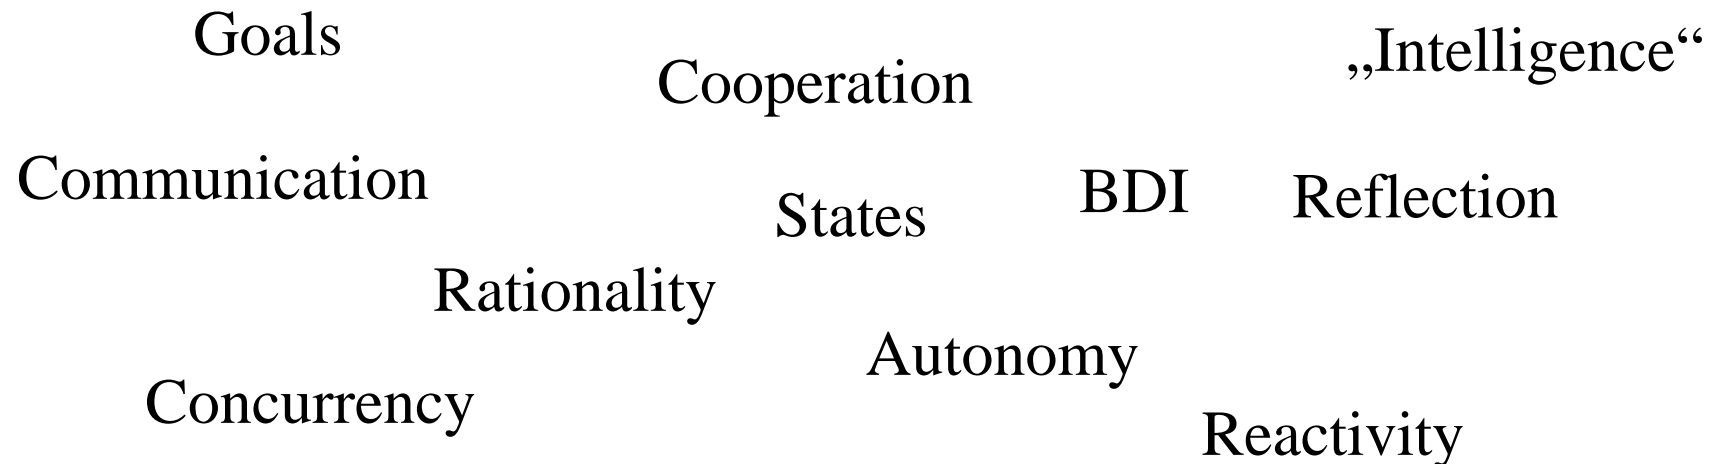 Goals
Cooperation
„Intelligence“
Communication
States
BDI
Reflection
Rationality
Autonomy
Concurrency
Reactivity